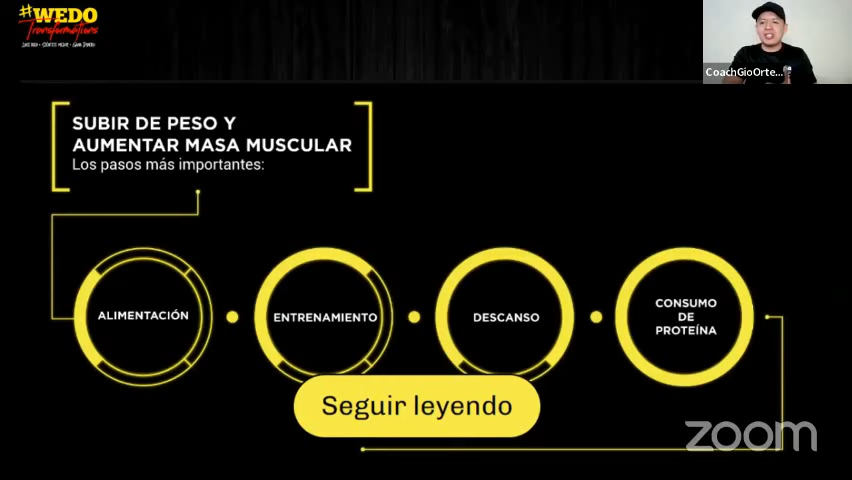 #WEDO
Transformations
CoachGioOrte...
SUBIR DE PESO Y
AUMENTAR MASA MUSCULAR
Los pasos más importantes:
ALIMENTACIÓN
ENTRENAMIENTO
DESCANSO
CONSUMO
DE
PROTEÍNA
Seguir leyendo
zoom